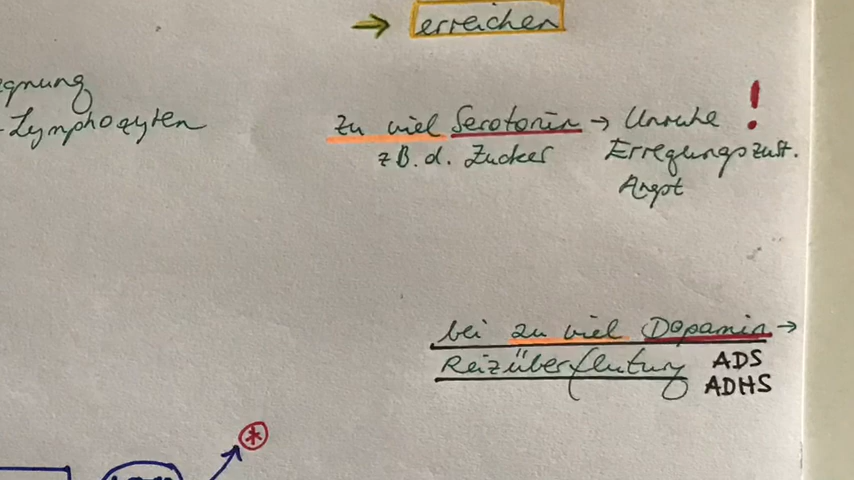 → erreichen
egnung
-Lymphozyten
zu viel Serotonin → Unruhe !
z.B. d. Zucker Erregungszust.
Angst
bei zu viel Dopamin →
Reizüberflutung ADS
ADHS